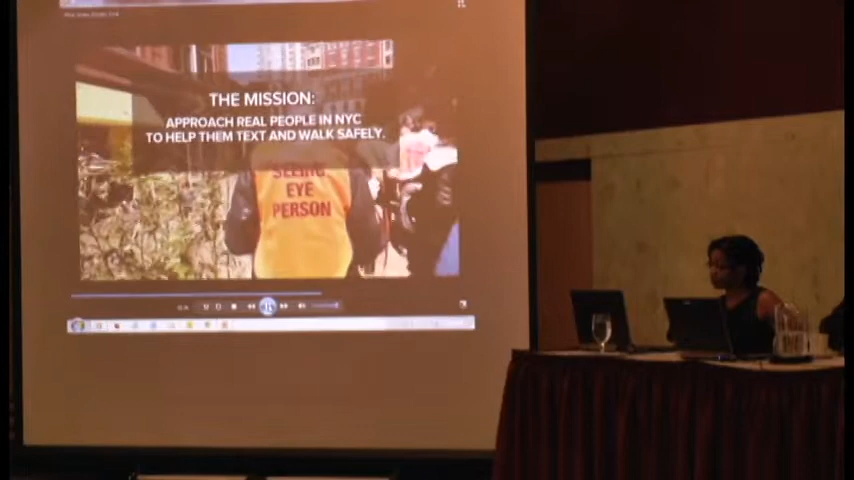 THE MISSION:
APPROACH REAL PEOPLE IN NYC
TO HELP THEM TEXT AND WALK SAFELY.
SEEING
EYE
PERSON